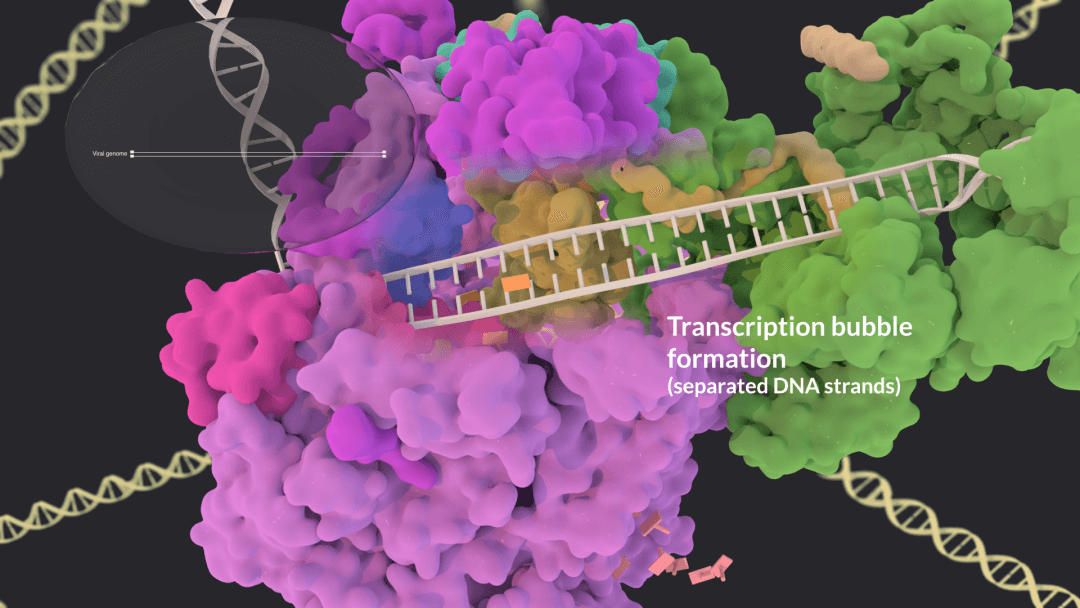 Viral genome
Transcription bubble
formation
(separated DNA strands)